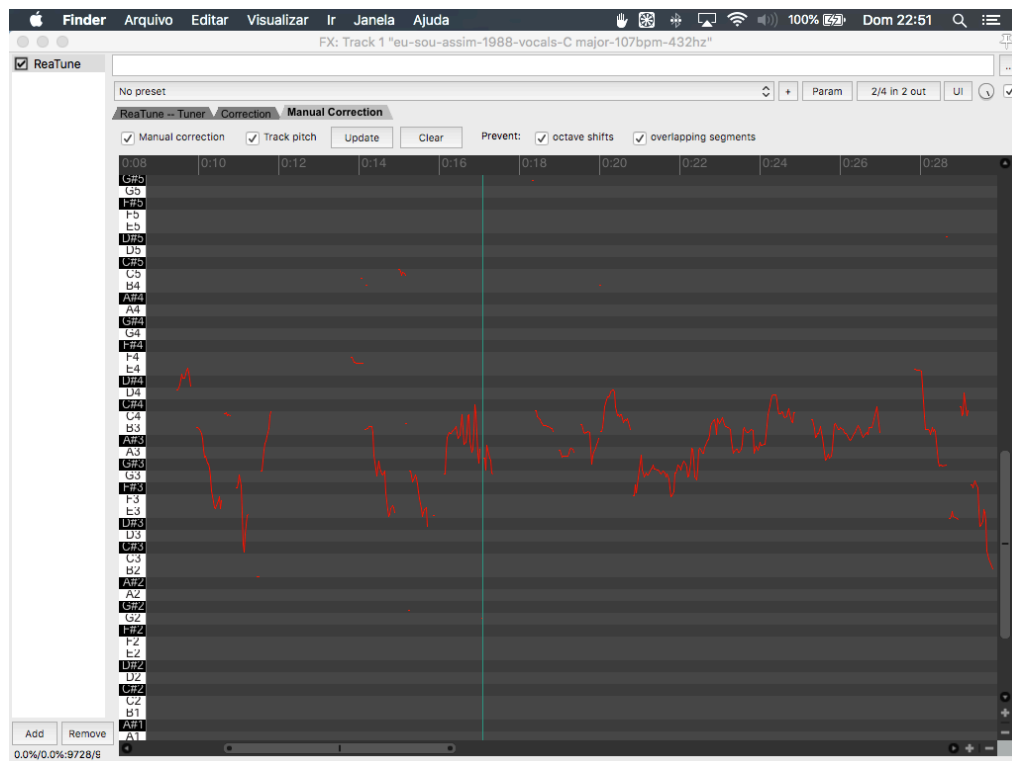 Finder Arquivo Editar Visualizar Ir Janela Ajuda 100% Dom 22:51
FX: Track 1 "eu-sou-assim-1988-vocals-C major-107bpm-432hz"
ReaTune
No preset + Param 2/4 in 2 out UI
ReaTune -- Tuner Correction Manual Correction
Manual correction Track pitch Update Clear Prevent: octave shifts overlapping segments
0:08 0:10 0:12 0:14 0:16 0:18 0:20 0:22 0:24 0:26 0:28
G#5
G5
F#5
F5
E5
D#5
D5
C#5
C5
B4
A#4
A4
G#4
G4
F#4
F4
E4
D#4
D4
C#4
C4
B3
A#3
A3
G#3
G3
F#3
F3
E3
D#3
D3
C#3
C3
B2
A#2
A2
G#2
G2
F#2
F2
E2
D#2
D2
C#2
C2
B1
A#1
A1
Add Remove
0.0%/0.0%:9728/9